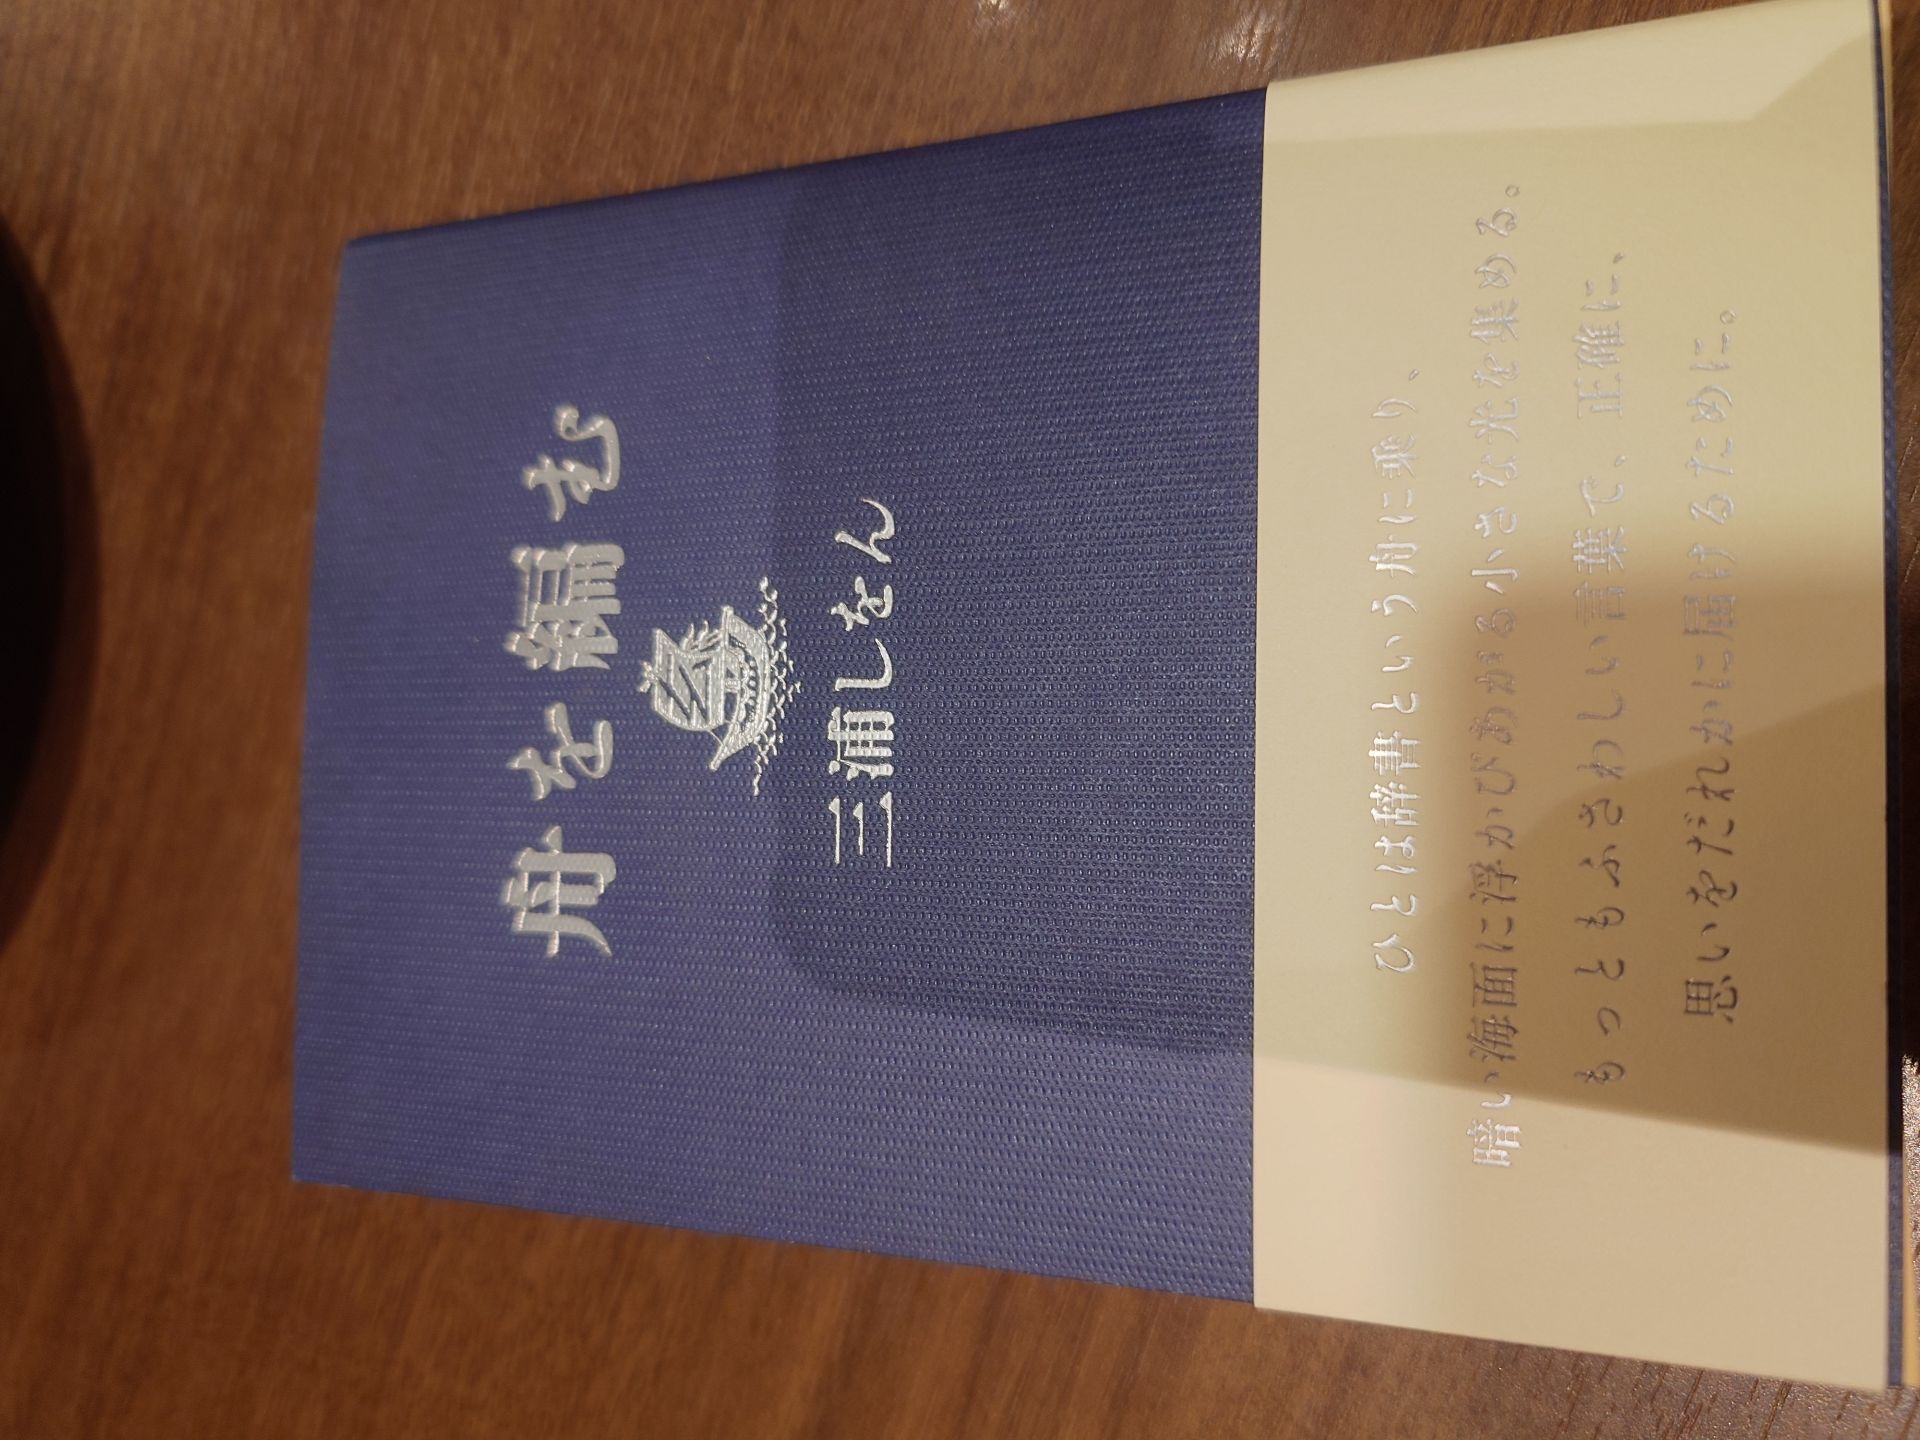 舟を編む
三浦しをん
ひとは辞書という舟に乗り、
暗い海面に浮かびあがる小さな光を集める。
もっともふさわしい言葉で、正確に、
思いをだれかに届けるために。